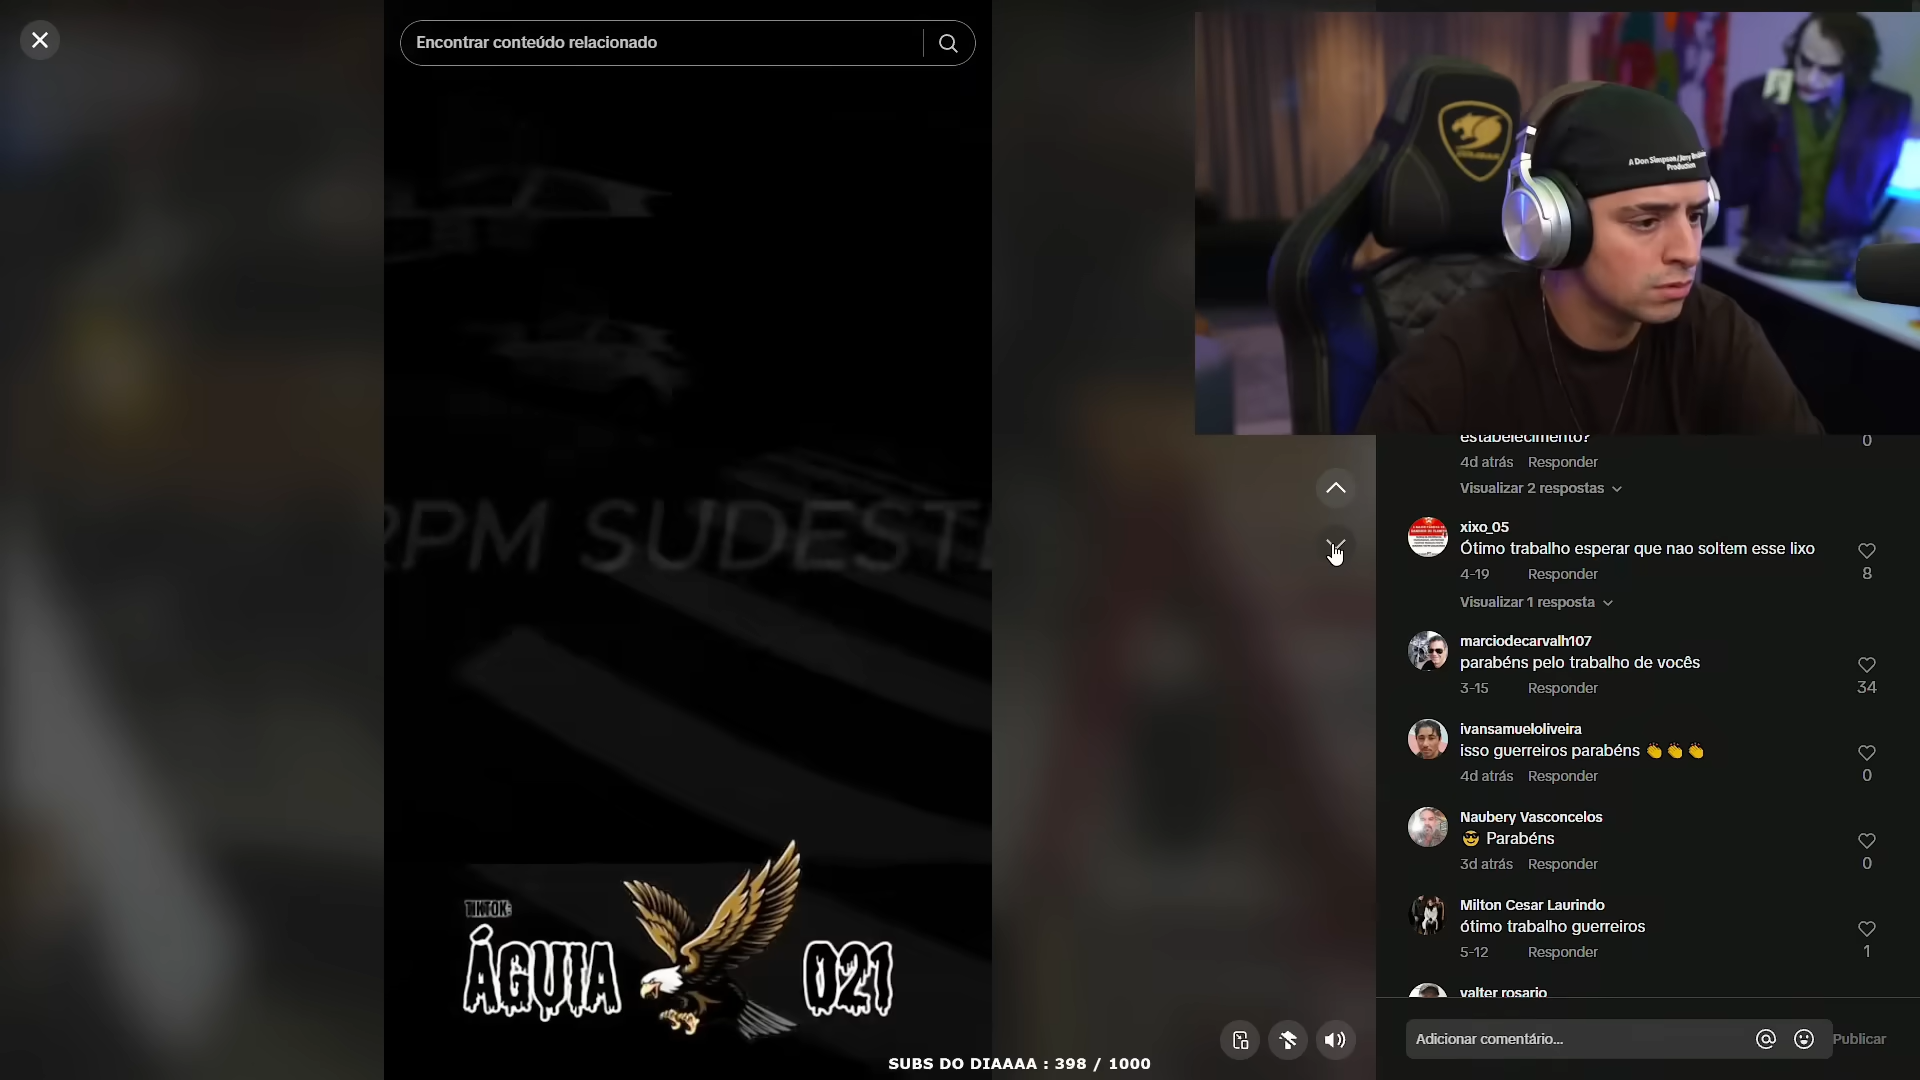 Encontrar conteúdo relacionado
A Don Simpson/Jerry
Production
RPM SUDESTE
TIKTOK:
ÁGUIA 021
SUBS DO DIAAAA : 398 / 1000
estabelecimento?
0
4d atrás Responder
Visualizar 2 respostas
xixo_05
Ótimo trabalho esperar que nao soltem esse lixo
4-19 Responder
8
Visualizar 1 resposta
marciodecarvalh107
parabéns pelo trabalho de vocês
3-15 Responder
34
ivansamueloliveira
isso guerreiros parabéns 👏👏👏
4d atrás Responder
0
Naubery Vasconcelos
😎 Parabéns
3d atrás Responder
0
Milton Cesar Laurindo
ótimo trabalho guerreiros
5-12 Responder
1
valter rosario
Adicionar comentário...
Publicar